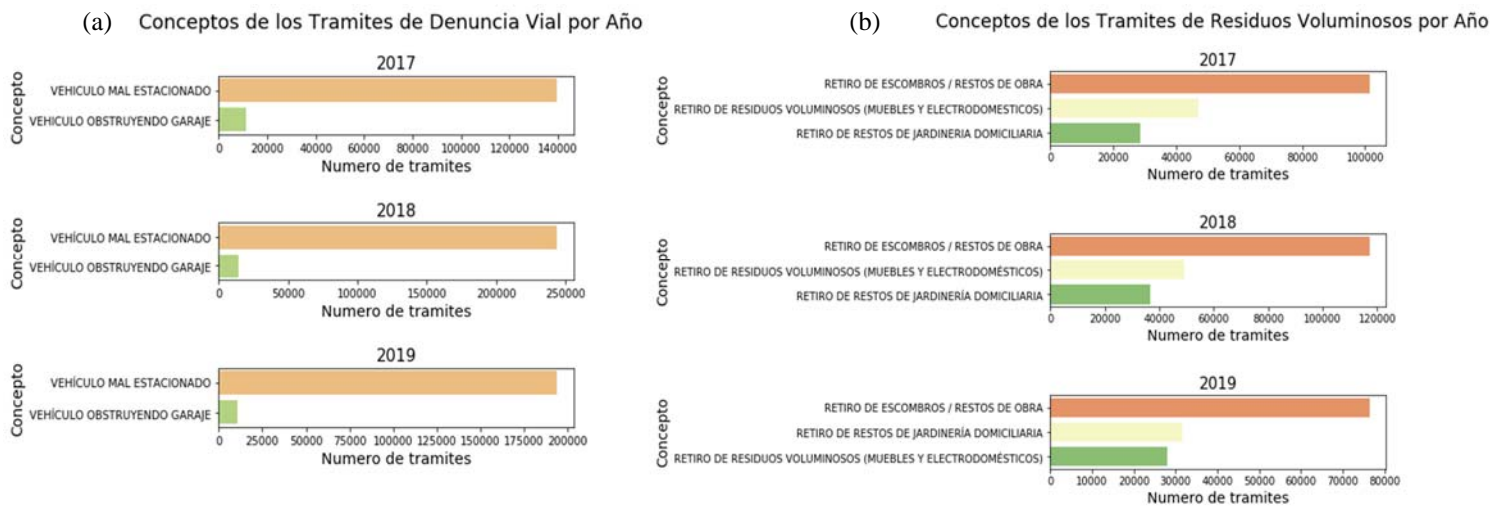 (a) Conceptos de los Tramites de Denuncia Vial por Año
2017
Concepto
VEHICULO MAL ESTACIONADO
VEHICULO OBSTRUYENDO GARAJE
0 20000 40000 60000 80000 100000 120000 140000
Numero de tramites
2018
Concepto
VEHÍCULO MAL ESTACIONADO
VEHÍCULO OBSTRUYENDO GARAJE
0 50000 100000 150000 200000 250000
Numero de tramites
2019
Concepto
VEHÍCULO MAL ESTACIONADO
VEHÍCULO OBSTRUYENDO GARAJE
0 25000 50000 75000 100000 125000 150000 175000 200000
Numero de tramites
(b) Conceptos de los Tramites de Residuos Voluminosos por Año
2017
Concepto
RETIRO DE ESCOMBROS / RESTOS DE OBRA
RETIRO DE RESIDUOS VOLUMINOSOS (MUEBLES Y ELECTRODOMESTICOS)
RETIRO DE RESTOS DE JARDINERIA DOMICILIARIA
0 20000 40000 60000 80000 100000
Numero de tramites
2018
Concepto
RETIRO DE ESCOMBROS / RESTOS DE OBRA
RETIRO DE RESIDUOS VOLUMINOSOS (MUEBLES Y ELECTRODOMÉSTICOS)
RETIRO DE RESTOS DE JARDINERÍA DOMICILIARIA
0 20000 40000 60000 80000 100000 120000
Numero de tramites
2019
Concepto
RETIRO DE ESCOMBROS / RESTOS DE OBRA
RETIRO DE RESTOS DE JARDINERÍA DOMICILIARIA
RETIRO DE RESIDUOS VOLUMINOSOS (MUEBLES Y ELECTRODOMÉSTICOS)
0 10000 20000 30000 40000 50000 60000 70000 80000
Numero de tramites